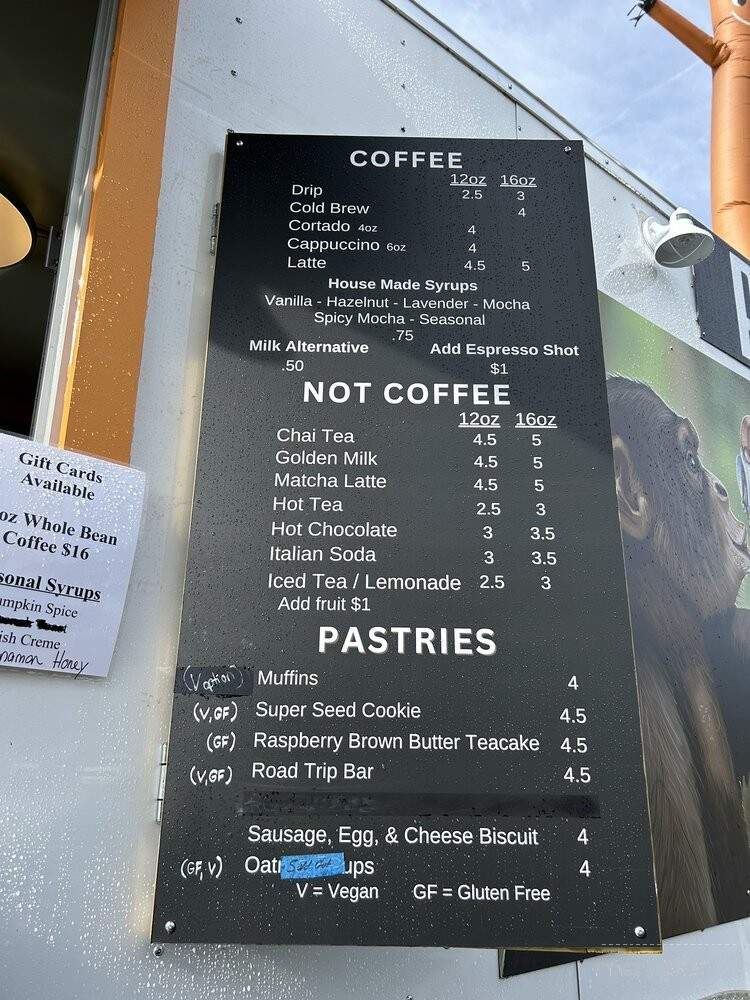 COFFEE
12oz 16oz
Drip 2.5 3
Cold Brew 4
Cortado 4oz 4
Cappuccino 6oz 4
Latte 4.5 5
House Made Syrups
Vanilla - Hazelnut - Lavender - Mocha
Spicy Mocha - Seasonal
.75
Milk Alternative Add Espresso Shot
.50 $1
NOT COFFEE
12oz 16oz
Chai Tea 4.5 5
Golden Milk 4.5 5
Matcha Latte 4.5 5
Hot Tea 2.5 3
Hot Chocolate 3 3.5
Italian Soda 3 3.5
Iced Tea / Lemonade 2.5 3
Add fruit $1
PASTRIES
(V option) Muffins 4
(V, GF) Super Seed Cookie 4.5
(GF) Raspberry Brown Butter Teacake 4.5
(V, GF) Road Trip Bar 4.5
Sausage, Egg, & Cheese Biscuit 4
(GF, V) Oat ups 4
V = Vegan GF = Gluten Free
Gift Cards
Available
oz Whole Bean
Coffee $16
sonal Syrups
umpkin Spice
ish Creme
namon Honey